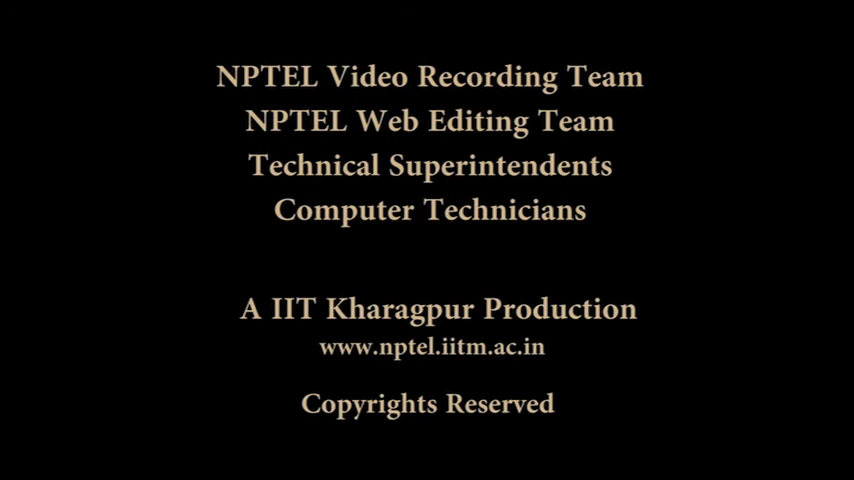 NPTEL Video Recording Team
NPTEL Web Editing Team
Technical Superintendents
Computer Technicians
A IIT Kharagpur Production
www.nptel.iitm.ac.in
Copyrights Reserved